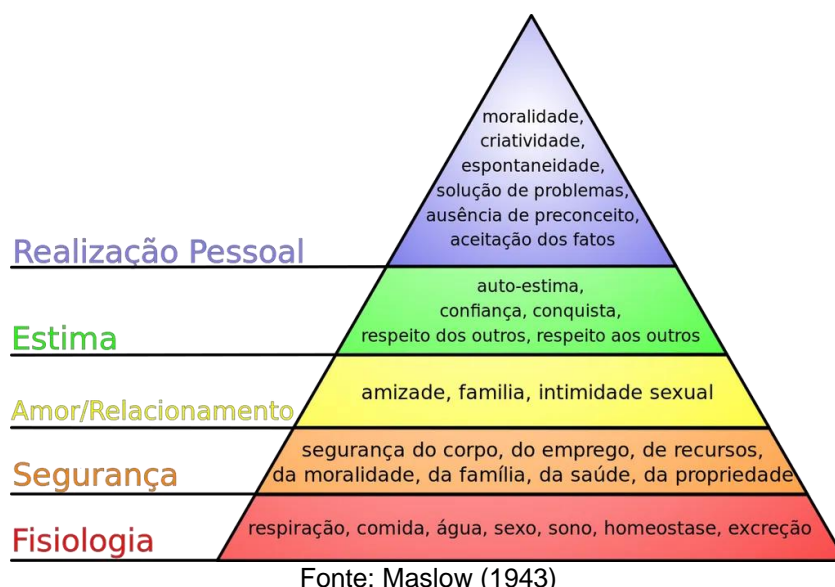 moralidade,
criatividade,
espontaneidade,
solução de problemas,
ausência de preconceito,
aceitação dos fatos
Realização Pessoal
auto-estima,
confiança, conquista,
respeito dos outros, respeito aos outros
Estima
amizade, familia, intimidade sexual
Amor/Relacionamento
segurança do corpo, do emprego, de recursos,
da moralidade, da família, da saúde, da propriedade
Segurança
respiração, comida, água, sexo, sono, homeostase, excreção
Fisiologia
Fonte: Maslow (1943)